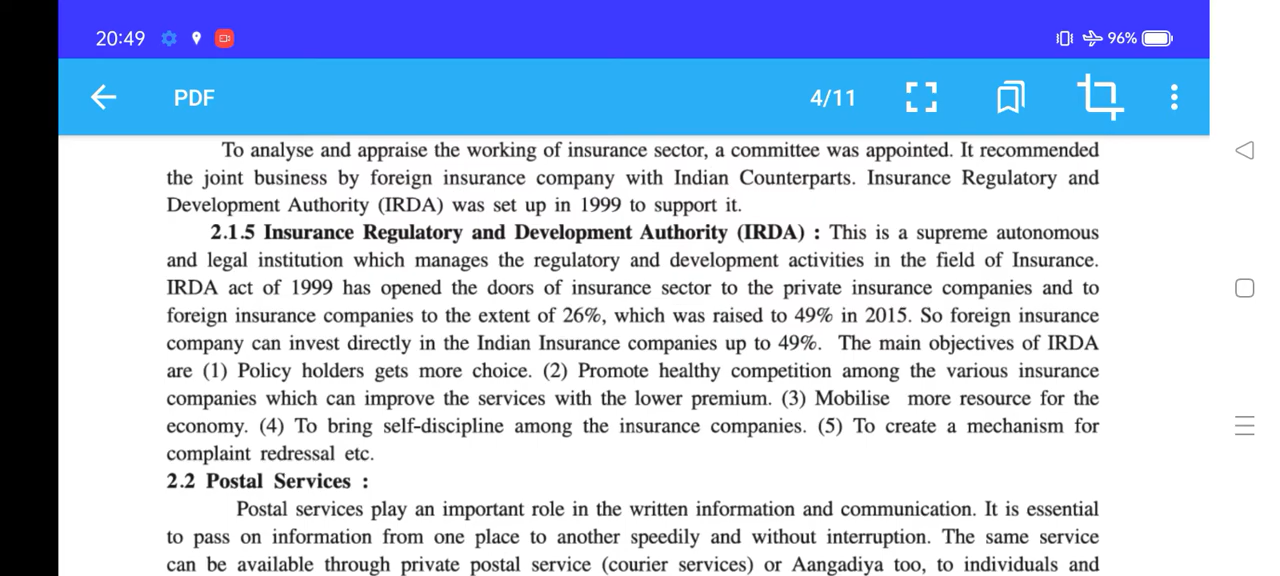 20:49
96%
PDF
4/11
To analyse and appraise the working of insurance sector, a committee was appointed. It recommended
the joint business by foreign insurance company with Indian Counterparts. Insurance Regulatory and
Development Authority (IRDA) was set up in 1999 to support it.
2.1.5 Insurance Regulatory and Development Authority (IRDA) : This is a supreme autonomous
and legal institution which manages the regulatory and development activities in the field of Insurance.
IRDA act of 1999 has opened the doors of insurance sector to the private insurance companies and to
foreign insurance companies to the extent of 26%, which was raised to 49% in 2015. So foreign insurance
company can invest directly in the Indian Insurance companies up to 49%. The main objectives of IRDA
are (1) Policy holders gets more choice. (2) Promote healthy competition among the various insurance
companies which can improve the services with the lower premium. (3) Mobilise more resource for the
economy. (4) To bring self-discipline among the insurance companies. (5) To create a mechanism for
complaint redressal etc.
2.2 Postal Services :
Postal services play an important role in the written information and communication. It is essential
to pass on information from one place to another speedily and without interruption. The same service
can be available through private postal service (courier services) or Aangadiya too, to individuals and